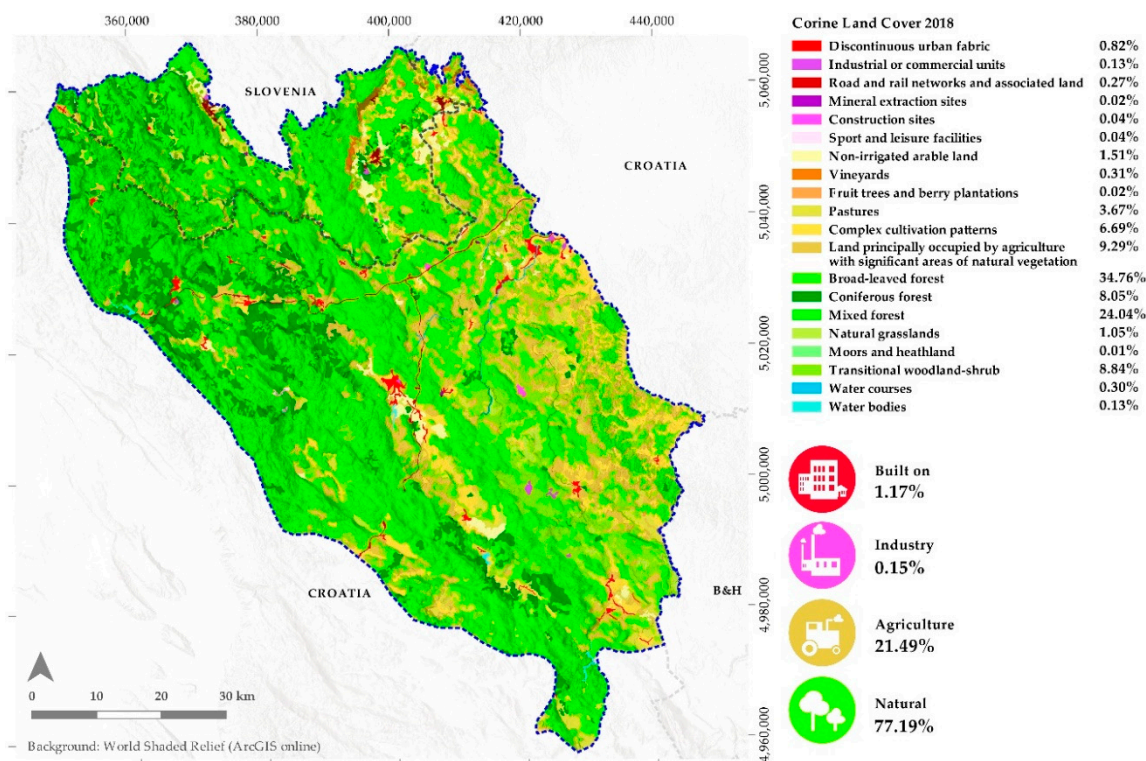 360,000
380,000
400,000
420,000
440,000
SLOVENIA
CROATIA
CROATIA
B&H
5,060,000
5,040,000
5,020,000
5,000,000
4,980,000
4,960,000
0 10 20 30 km
Background: World Shaded Relief (ArcGIS online)
Corine Land Cover 2018
Discontinuous urban fabric 0.82%
Industrial or commercial units 0.13%
Road and rail networks and associated land 0.27%
Mineral extraction sites 0.02%
Construction sites 0.04%
Sport and leisure facilities 0.04%
Non-irrigated arable land 1.51%
Vineyards 0.31%
Fruit trees and berry plantations 0.02%
Pastures 3.67%
Complex cultivation patterns 6.69%
Land principally occupied by agriculture 9.29%
with significant areas of natural vegetation
Broad-leaved forest 34.76%
Coniferous forest 8.05%
Mixed forest 24.04%
Natural grasslands 1.05%
Moors and heathland 0.01%
Transitional woodland-shrub 8.84%
Water courses 0.30%
Water bodies 0.13%
Built on
1.17%
Industry
0.15%
Agriculture
21.49%
Natural
77.19%